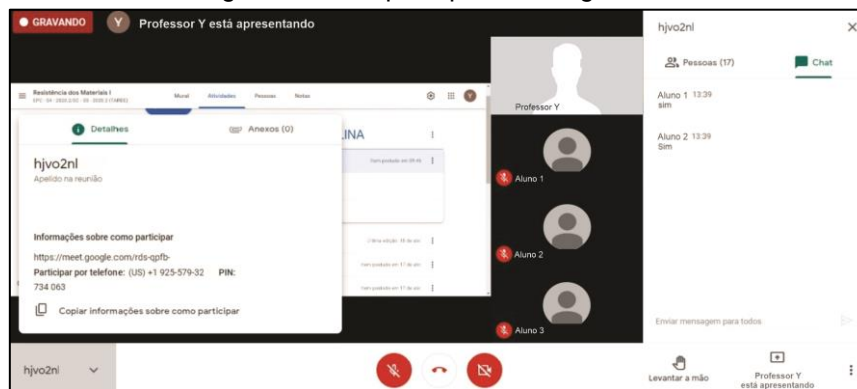 GRAVANDO
Y
Professor Y está apresentando
Resistência dos Materiais I
Mural Atividades Pessoas Notas
Y
Detalhes
Anexos (0)
LINA
hjvo2nl
Apelido na reunião
Informações sobre como participar
https://meet.google.com/rds-qpfb-
Participar por telefone: (US) +1 925-579-32 PIN:
734 063
Copiar informações sobre como participar
Professor Y
Aluno 1
Aluno 2
Aluno 3
hjvo2nl
Pessoas (17)
Chat
Aluno 1 13:39
sim
Aluno 2 13:39
Sim
Enviar mensagem para todos
hjvo2nl
Levantar a mão
Professor Y
está apresentando